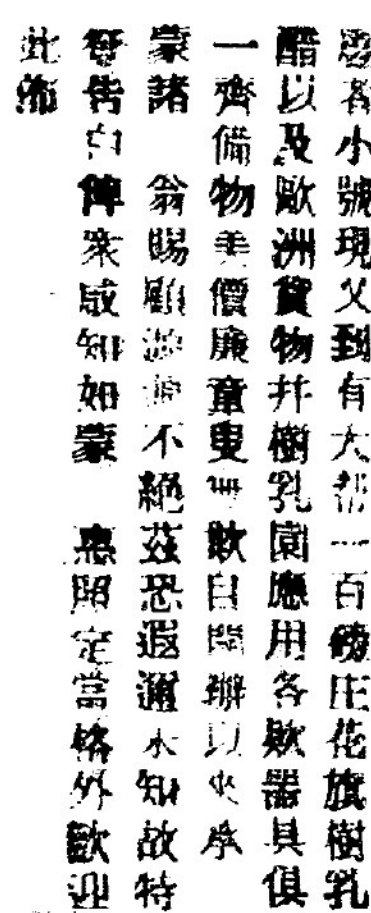 者小號現又到有大帮一百磅庄花旗樹乳
醋以及歐洲貨物并樹乳園應用各欵器具俱
一齊備物美價廉童叟欺自開辦以來承
蒙諸 翁賜顧源源不絕茲恐遐邇未知故特
登告白俾衆咸知如蒙 惠照定當格外歡迎
此佈